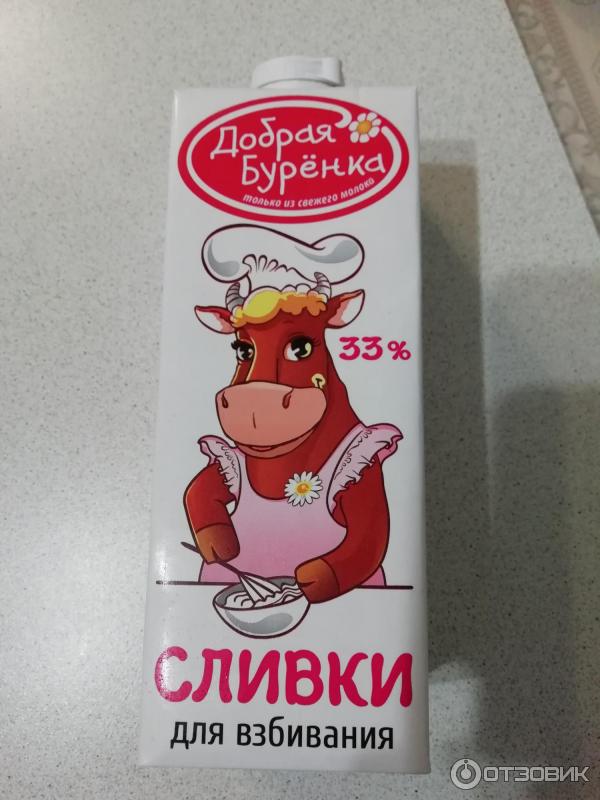 Добрая
Бурёнка
только из свежего молока
33%
СЛИВКИ
для взбивания
ОТЗОВИК